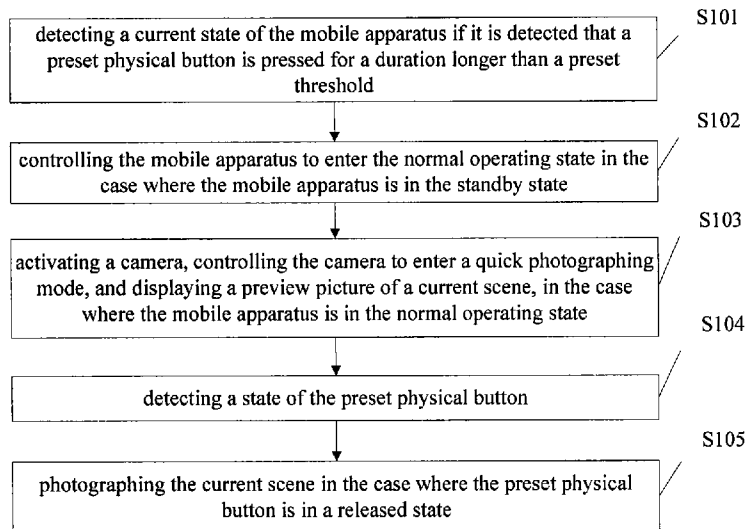 S101
detecting a current state of the mobile apparatus if it is detected that a
preset physical button is pressed for a duration longer than a preset
threshold
S102
controlling the mobile apparatus to enter the normal operating state in the
case where the mobile apparatus is in the standby state
S103
activating a camera, controlling the camera to enter a quick photographing
mode, and displaying a preview picture of a current scene, in the case
where the mobile apparatus is in the normal operating state
S104
detecting a state of the preset physical button
S105
photographing the current scene in the case where the preset physical
button is in a released state